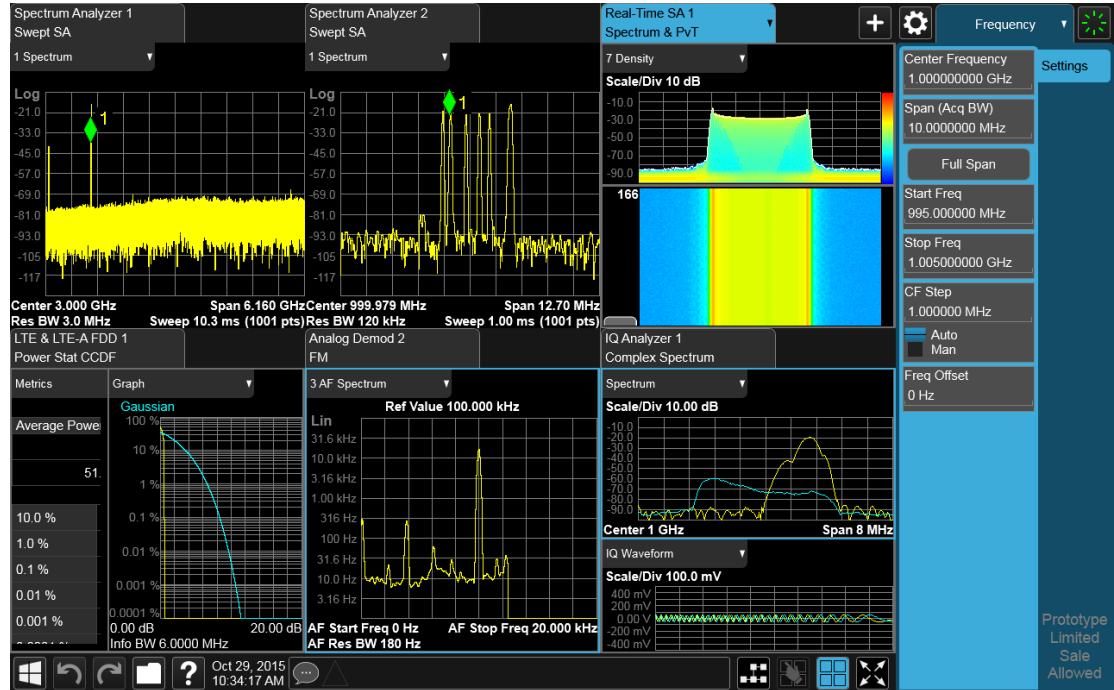 Spectrum Analyzer 1
Swept SA
Spectrum Analyzer 2
Swept SA
Real-Time SA 1
Spectrum & PvT
Frequency
1 Spectrum
Log
-21.0
-33.0
-45.0
-57.0
-69.0
-81.0
-93.0
-105
-117
1
Center 3.000 GHz
Span 6.160 GHz
Res BW 3.0 MHz
Sweep 10.3 ms (1001 pts)
1 Spectrum
Log
-21.0
-33.0
-45.0
-57.0
-69.0
-81.0
-93.0
-105
-117
1
Center 999.979 MHz
Span 12.70 MHz
Res BW 120 kHz
Sweep 1.00 ms (1001 pts)
7 Density
Scale/Div 10 dB
-10.0
-30.0
-50.0
-70.0
-90.0
166
Center Frequency
1.000000000 GHz
Settings
Span (Acq BW)
10.0000000 MHz
Full Span
Start Freq
995.000000 MHz
Stop Freq
1.005000000 GHz
CF Step
1.000000 MHz
Auto
Man
Freq Offset
0 Hz
LTE & LTE-A FDD 1
Power Stat CCDF
Metrics
Average Powe
51.
10.0 %
1.0 %
0.1 %
0.01 %
0.001 %
Graph
Gaussian
100 %
10 %
1 %
0.1 %
0.01 %
0.001 %
0.0001 %
0.00 dB
20.00 dB
Info BW 6.0000 MHz
Analog Demod 2
FM
3 AF Spectrum
Ref Value 100.000 kHz
Lin
31.6 kHz
10.0 kHz
3.16 kHz
1.00 kHz
316 Hz
100 Hz
31.6 Hz
10.0 Hz
3.16 Hz
AF Start Freq 0 Hz
AF Stop Freq 20.000 kHz
AF Res BW 180 Hz
IQ Analyzer 1
Complex Spectrum
Spectrum
Scale/Div 10.00 dB
-10.0
-20.0
-30.0
-40.0
-50.0
-60.0
-70.0
-80.0
-90.0
Center 1 GHz
Span 8 MHz
IQ Waveform
Scale/Div 100.0 mV
400 mV
200 mV
0.00 V
-200 mV
-400 mV
Prototype
Limited
Sale
Allowed
?
Oct 29, 2015
10:34:17 AM